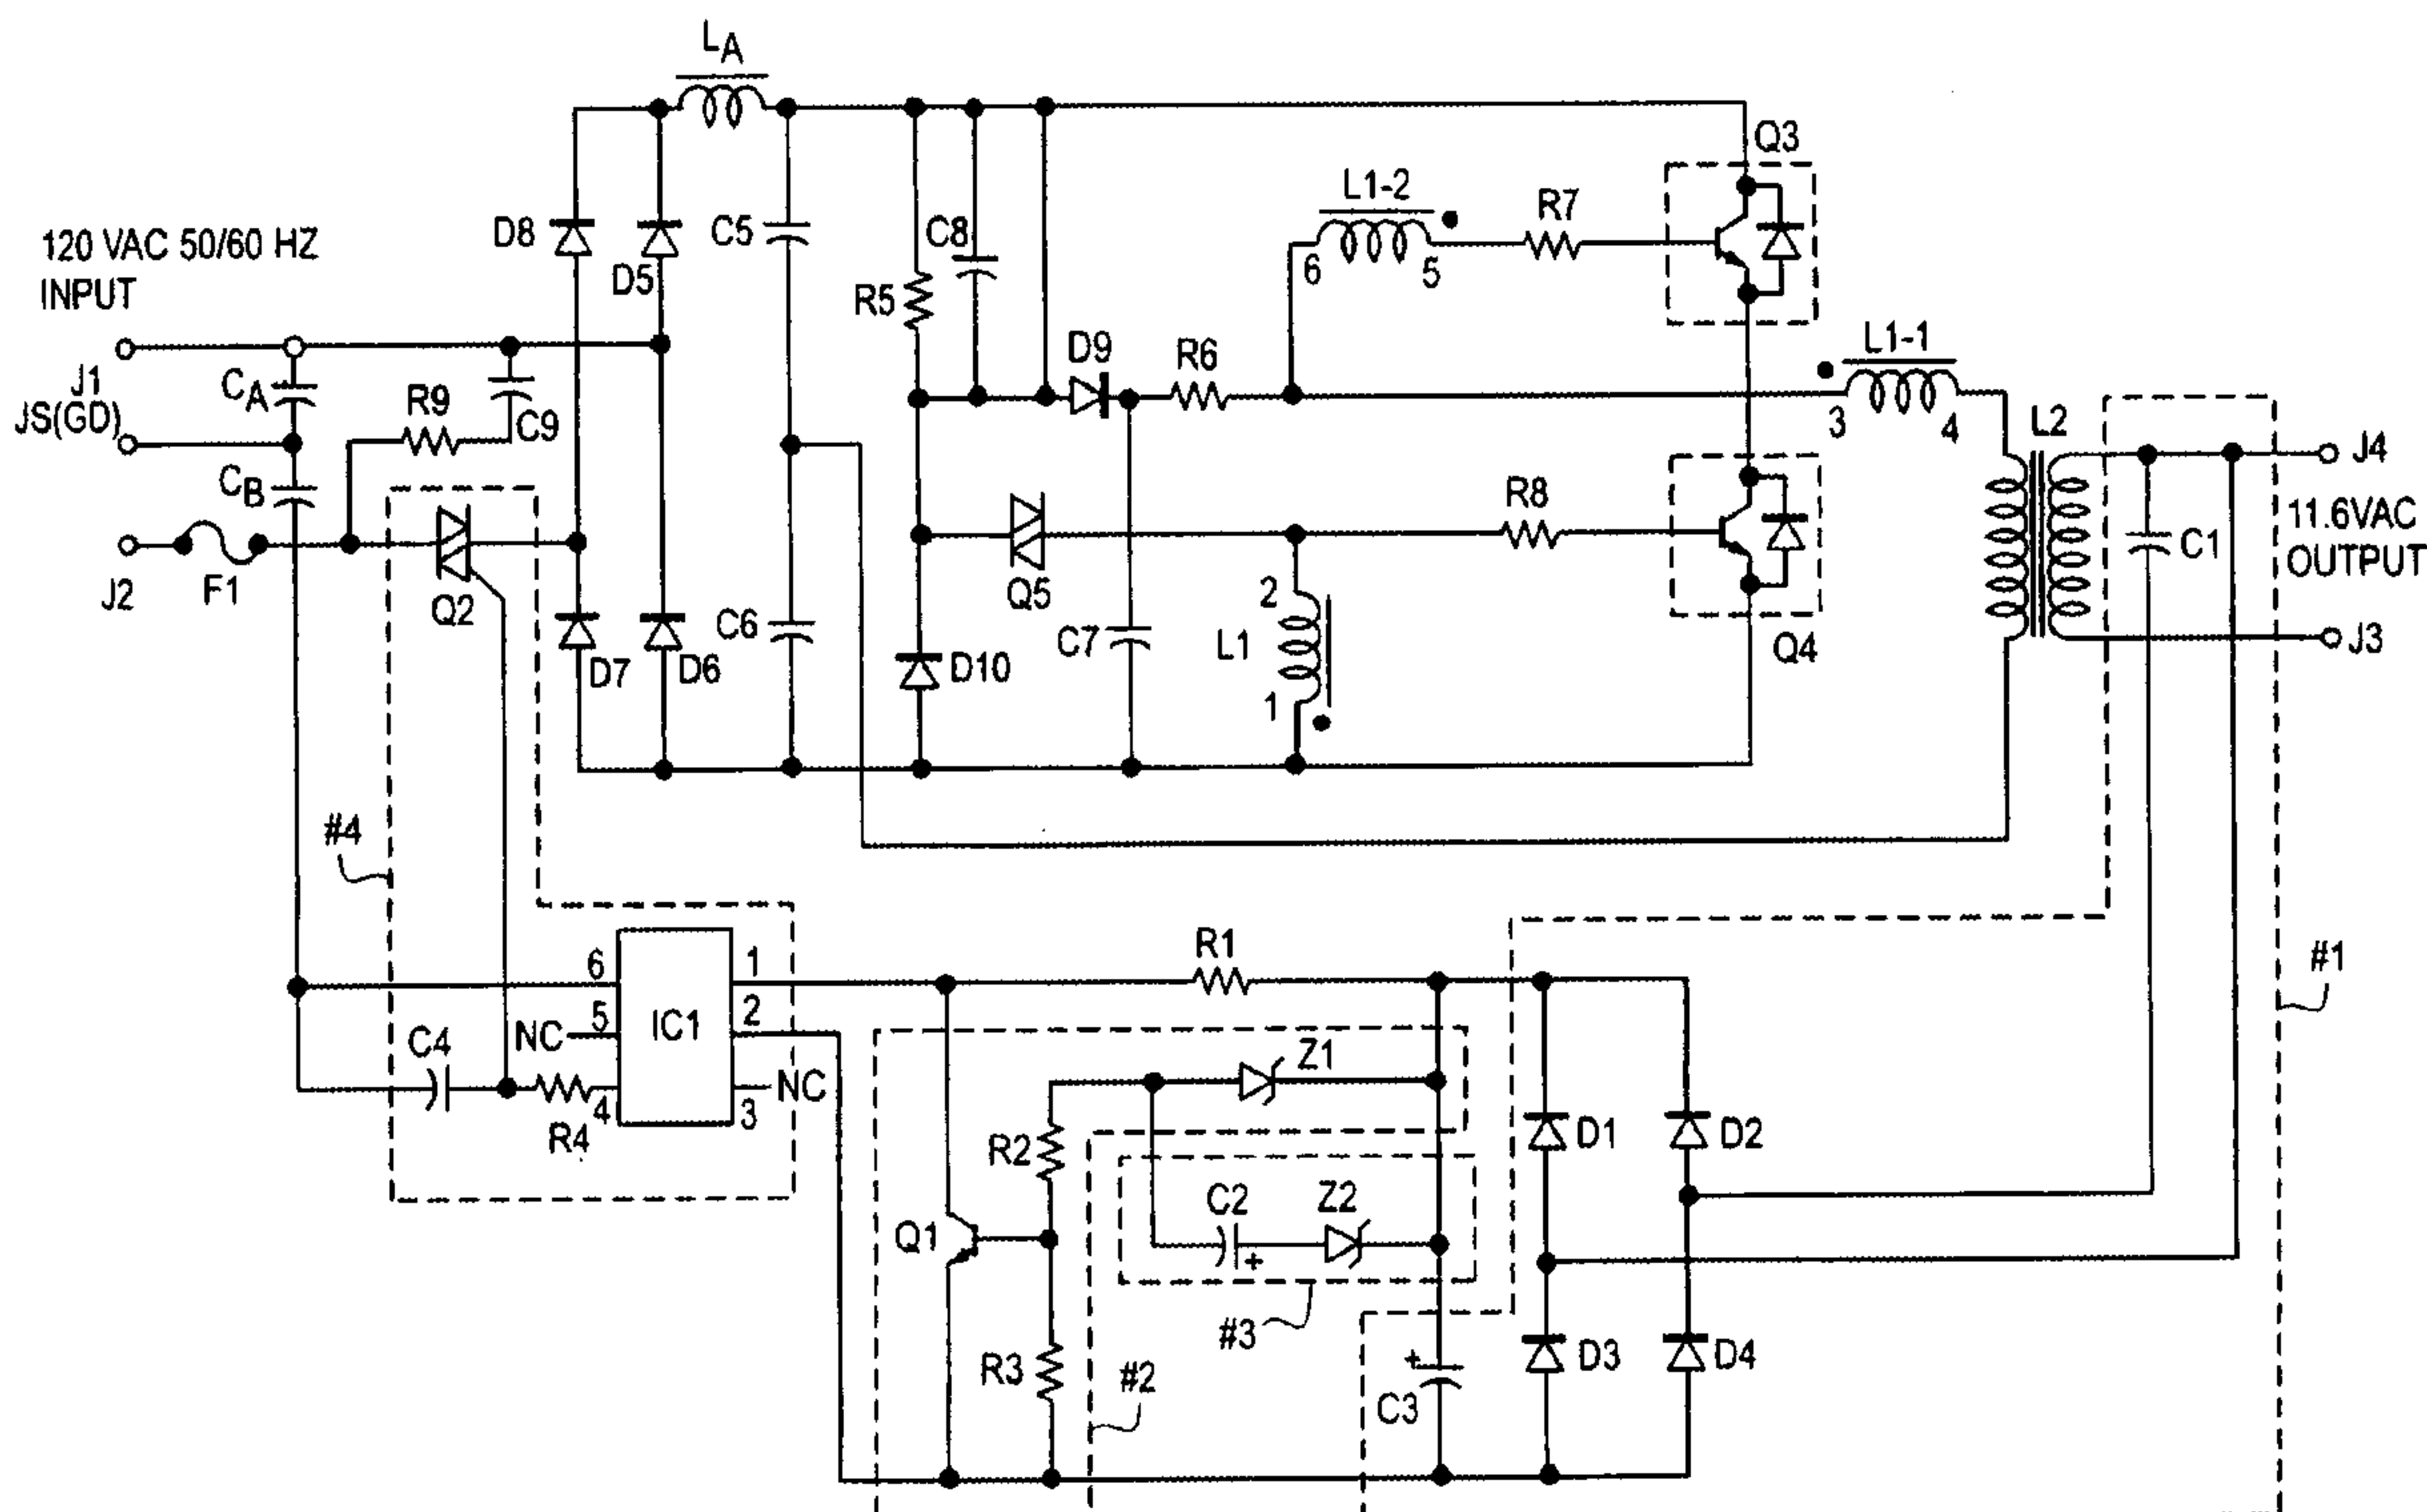 LA
Q3
L1-2
R7
120 VAC 50/60 HZ
INPUT
D8
D5
C5
C8
6
5
R5
D9
R6
L1-1
J1
CA
R9
C9
JS(GD)
3
4
L2
J4
CB
R8
11.6VAC
OUTPUT
C1
J2
F1
Q2
Q5
2
C6
C7
L1
Q4
J3
D7
D6
D10
1
#4
R1
#1
6
1
5
2
NC
IC1
C4
Z1
NC
4
3
R4
R2
D1
D2
C2
Z2
Q1
+
#3
R3
#2
+
C3
D3
D4